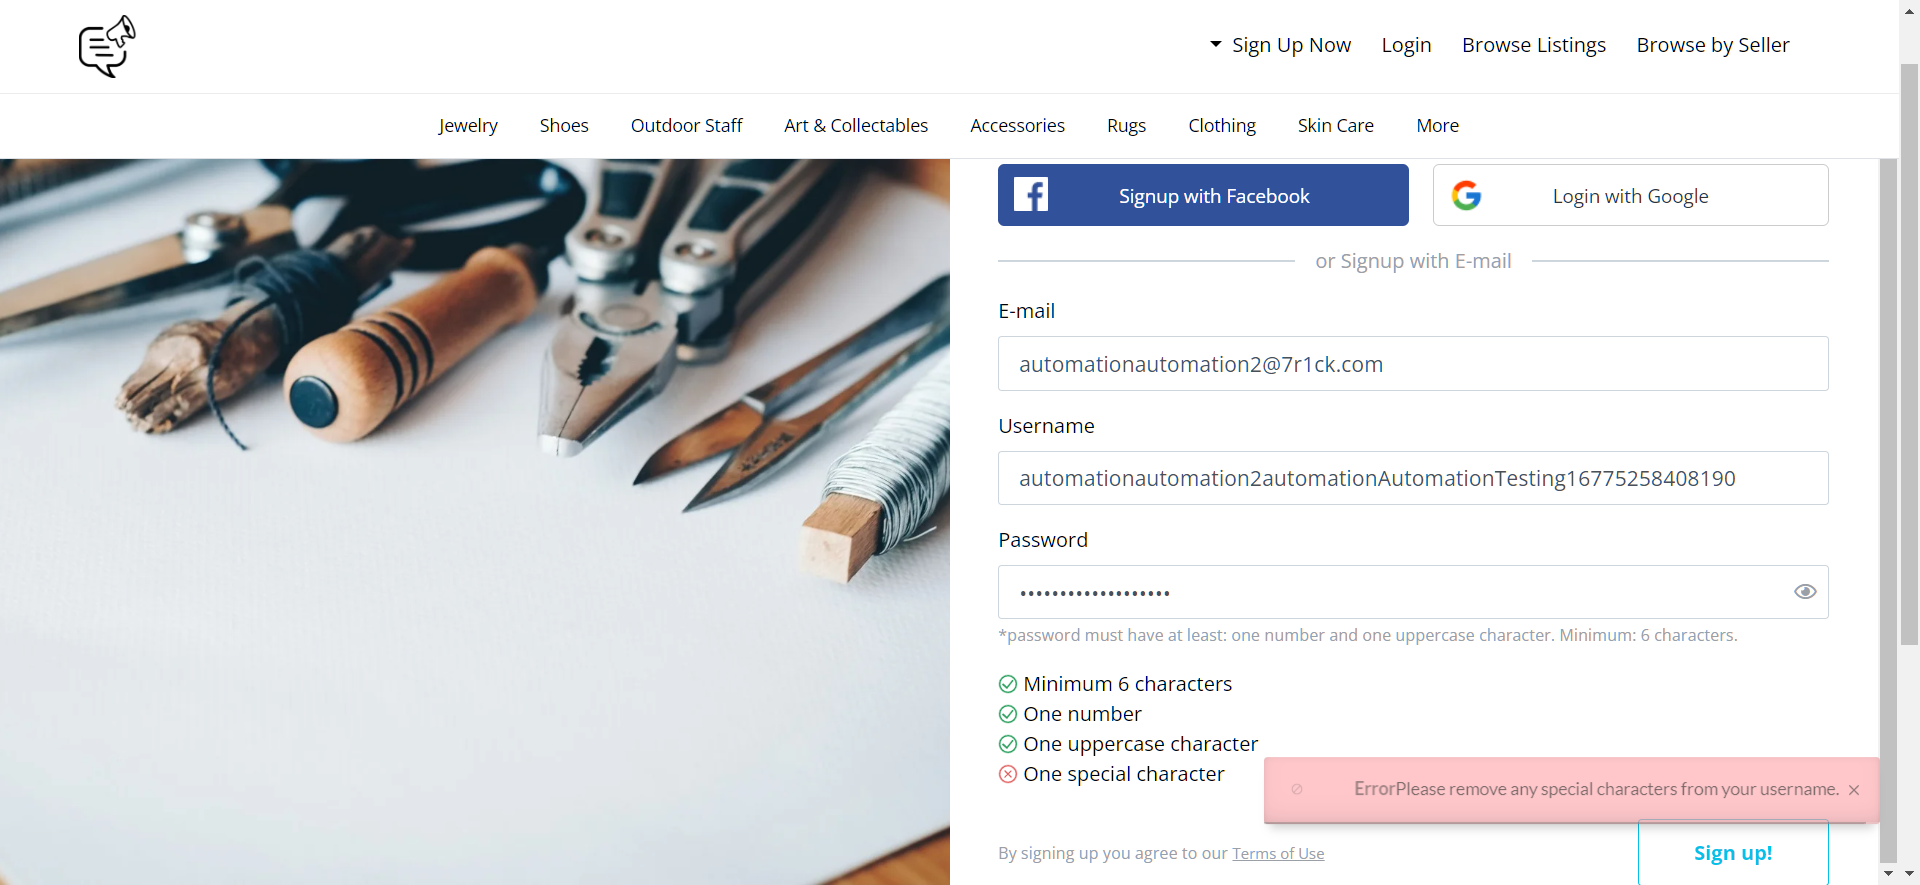 Sign Up Now Login Browse Listings Browse by Seller
Jewelry Shoes Outdoor Staff Art & Collectables Accessories Rugs Clothing Skin Care More
Signup with Facebook Login with Google
or Signup with E-mail
E-mail
automationautomation2@7r1ck.com
Username
automationautomation2automationAutomationTesting16775258408190
Password
•••••••••••••••••••
*password must have at least: one number and one uppercase character. Minimum: 6 characters.
Minimum 6 characters
One number
One uppercase character
One special character
ErrorPlease remove any special characters from your username.
By signing up you agree to our Terms of Use
Sign up!